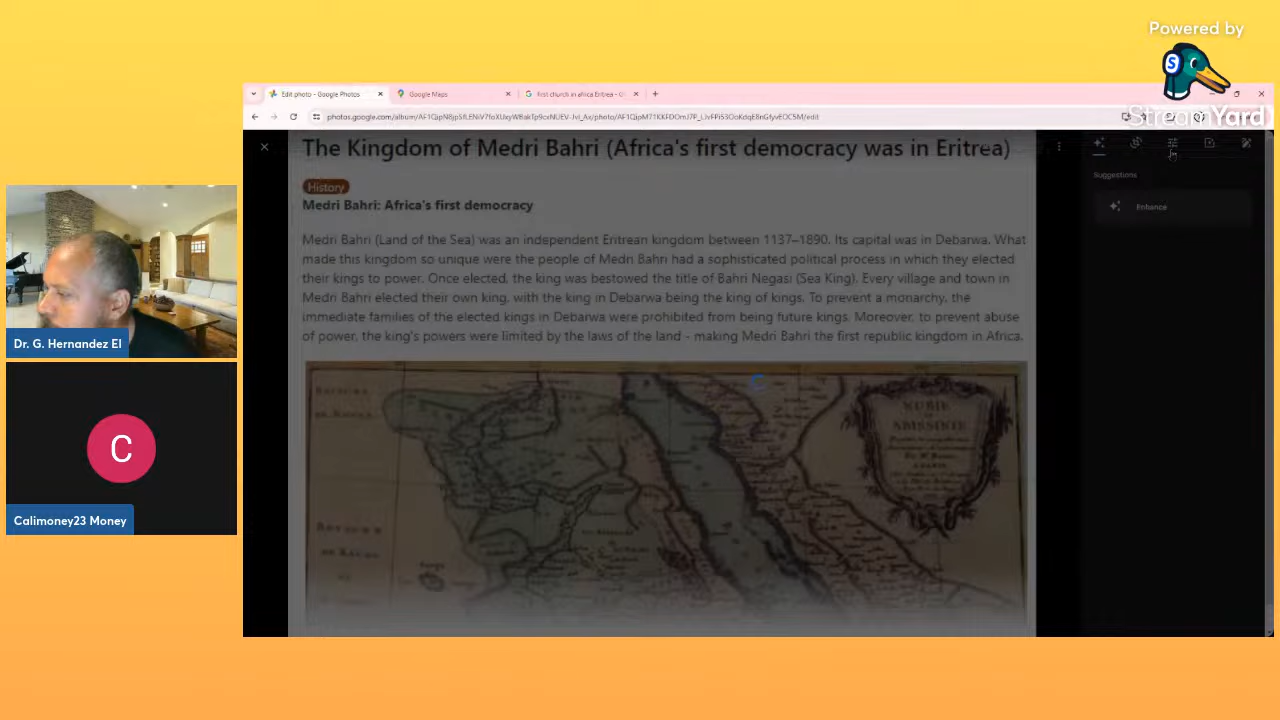 Powered by
S
StreamYard
Edit photo - Google Photos
Google Maps
First church in africa Eritrea - G
The Kingdom of Medri Bahri (Africa's first democracy was in Eritrea)
History
Medri Bahri: Africa's first democracy
Medri Bahri (Land of the Sea) was an independent Eritrean kingdom between 1137–1890. Its capital was in Debarwa. What
made this kingdom so unique were the people of Medri Bahri had a sophisticated political process in which they elected
their kings to power. Once elected, the king was bestowed the title of Bahri Negasi (Sea King). Every village and town in
Medri Bahri elected their own king, with the king in Debarwa being the king of kings. To prevent a monarchy, the
immediate families of the elected kings in Debarwa were prohibited from being future kings. Moreover, to prevent abuse
of power, the king's powers were limited by the laws of the land - making Medri Bahri the first republic kingdom in Africa.
Suggestions
Enhance
NUBIE
ABISSINIE
Dr. G. Hernandez El
C
Calimoney23 Money